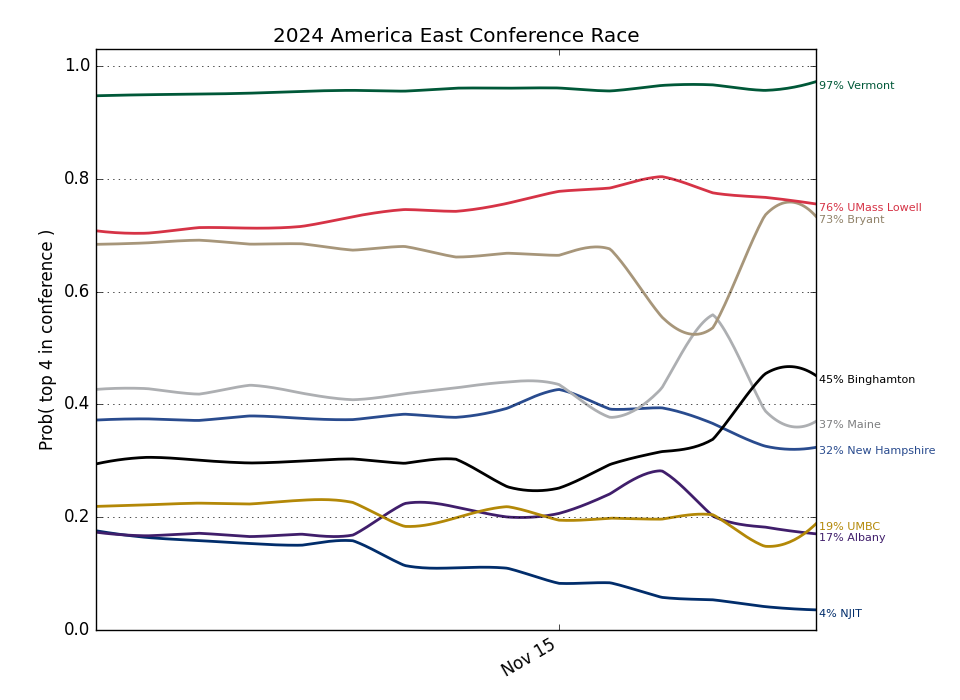 2024 America East Conference Race
Prob( top 4 in conference )
1.0
0.8
0.6
0.4
0.2
0.0
Nov 15
97% Vermont
76% UMass Lowell
73% Bryant
45% Binghamton
37% Maine
32% New Hampshire
19% UMBC
17% Albany
4% NJIT